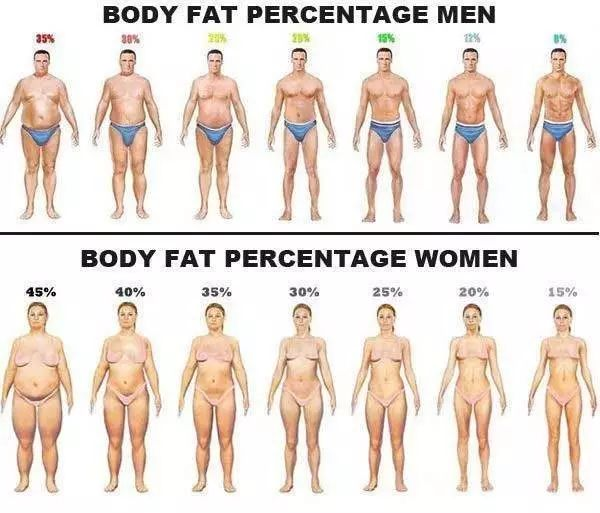 BODY FAT PERCENTAGE MEN
35% 30% 25% 25% 15% 12% 8%
BODY FAT PERCENTAGE WOMEN
45% 40% 35% 30% 25% 20% 15%